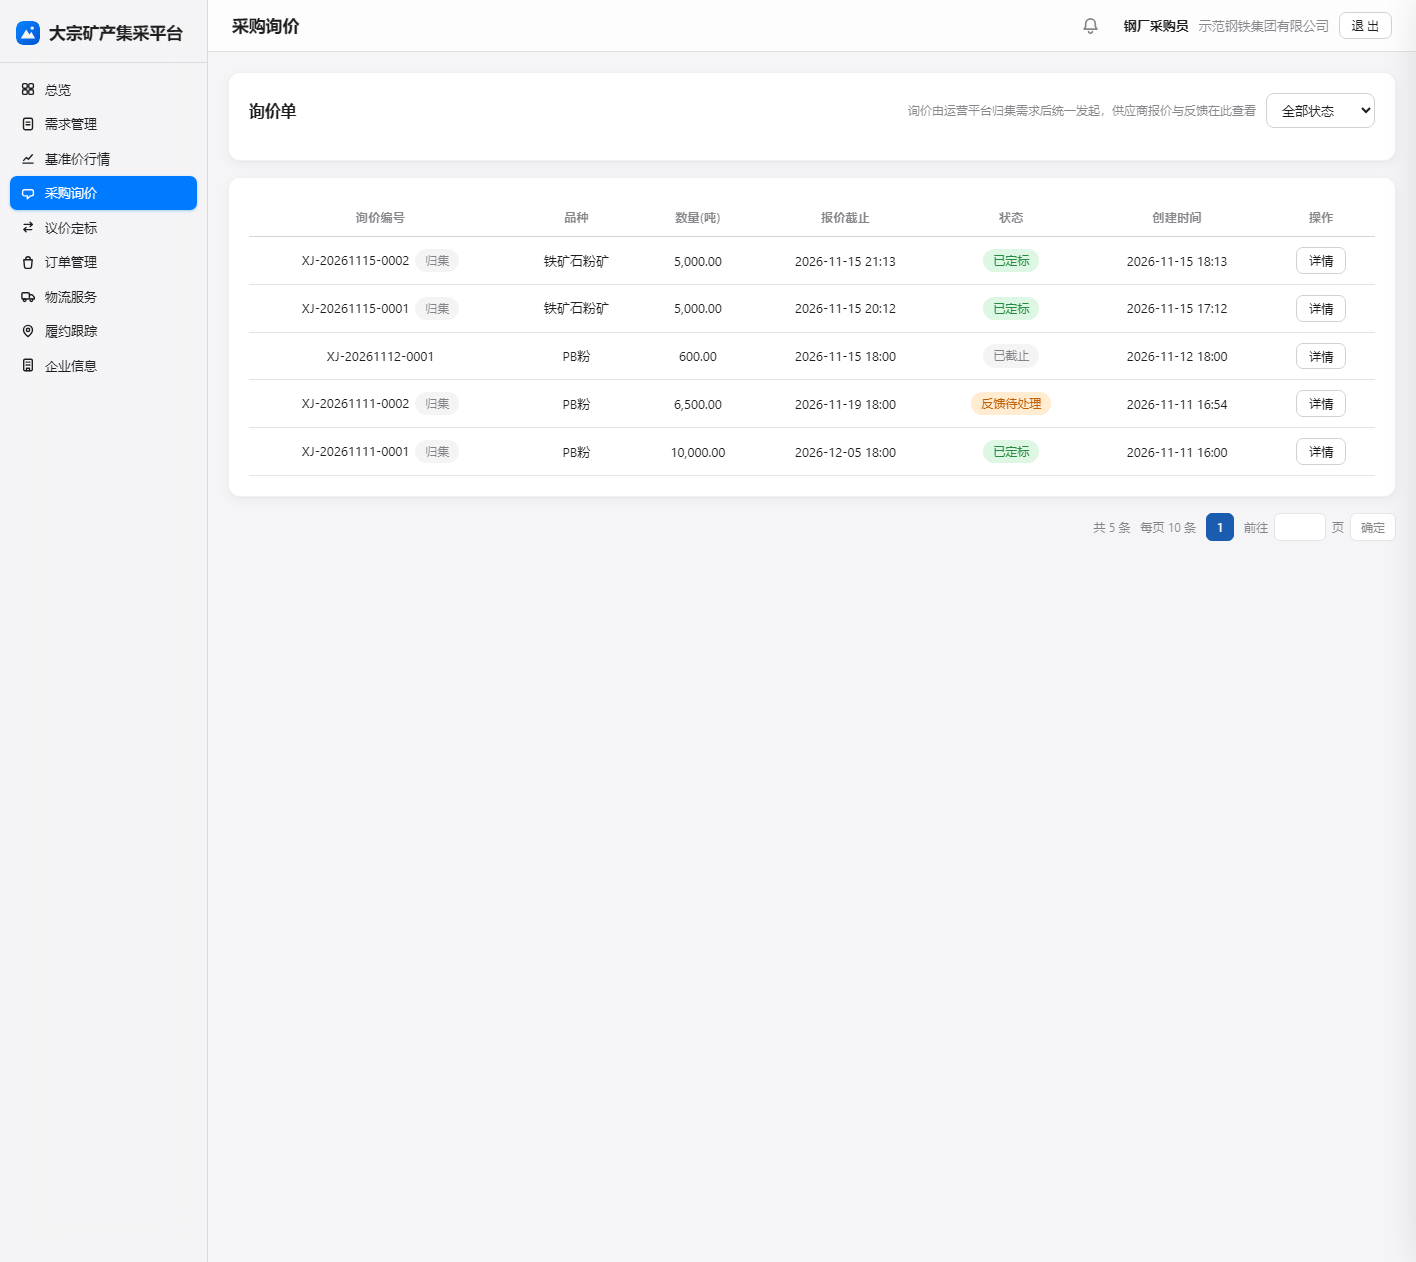 大宗矿产集采平台
采购询价
钢厂采购员 示范钢铁集团有限公司 退 出
总览
需求管理
基准价行情
采购询价
议价定标
订单管理
物流服务
履约跟踪
企业信息
询价单
询价由运营平台归集需求后统一发起，供应商报价与反馈在此查看 全部状态
询价编号 品种 数量(吨) 报价截止 状态 创建时间 操作
XJ-20261115-0002 归集 铁矿石粉矿 5,000.00 2026-11-15 21:13 已定标 2026-11-15 18:13 详情
XJ-20261115-0001 归集 铁矿石粉矿 5,000.00 2026-11-15 20:12 已定标 2026-11-15 17:12 详情
XJ-20261112-0001 PB粉 600.00 2026-11-15 18:00 已截止 2026-11-12 18:00 详情
XJ-20261111-0002 归集 PB粉 6,500.00 2026-11-19 18:00 反馈待处理 2026-11-11 16:54 详情
XJ-20261111-0001 归集 PB粉 10,000.00 2026-12-05 18:00 已定标 2026-11-11 16:00 详情
共 5 条 每页 10 条 1 前往 页 确定